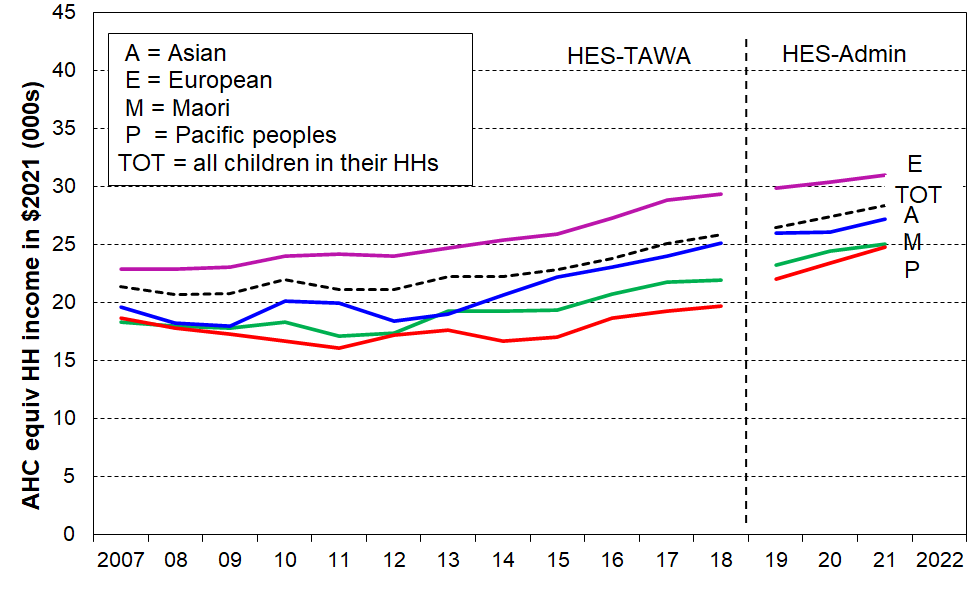 45
40
35
30
25
20
15
10
5
0
AHC equiv HH income in $2021 (000s)
A = Asian
E = European
M = Maori
P = Pacific peoples
TOT = all children in their HHs
HES-TAWA
HES-Admin
E
TOT
A
M
P
2007 08 09 10 11 12 13 14 15 16 17 18 19 20 21 2022